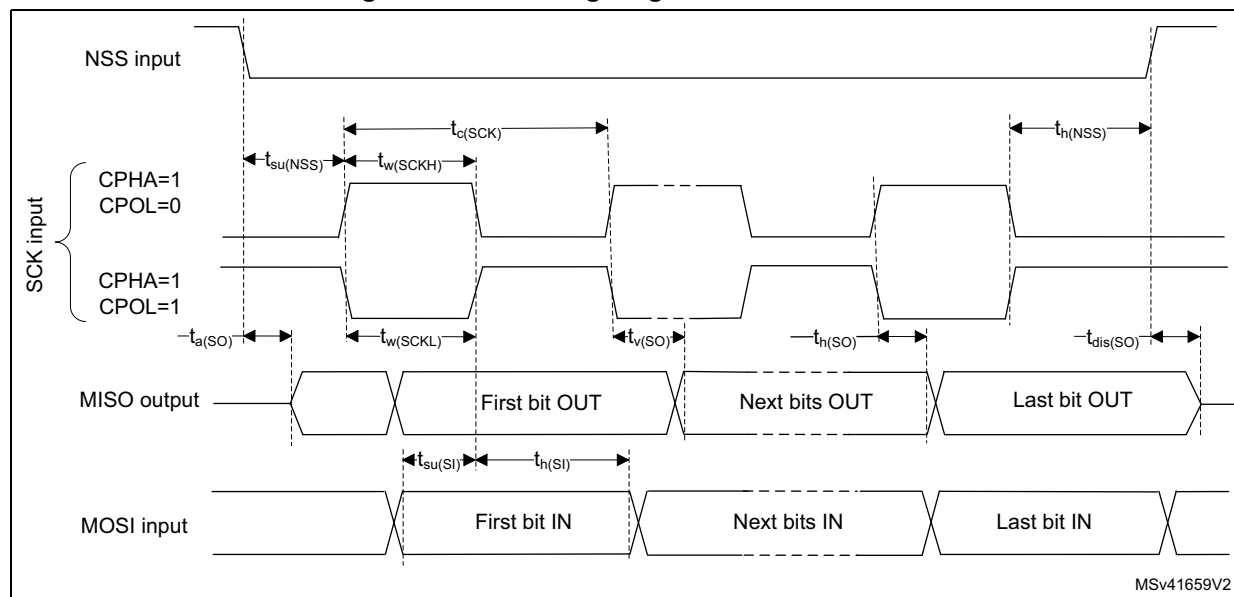 NSS input
tc(SCK)
th(NSS)
tsu(NSS)
tw(SCKH)
CPHA=1
CPOL=0
SCK input
CPHA=1
CPOL=1
ta(SO)
tw(SCKL)
tv(SO)
th(SO)
tdis(SO)
MISO output
First bit OUT
Next bits OUT
Last bit OUT
tsu(SI)
th(SI)
MOSI input
First bit IN
Next bits IN
Last bit IN
MSv41659V2